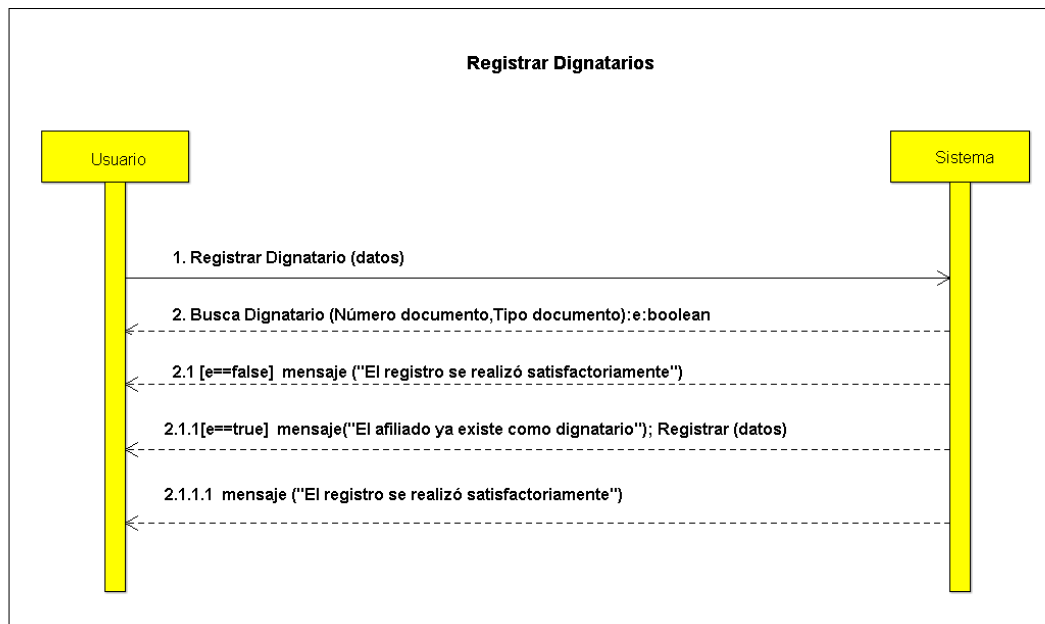 Registrar Dignatarios
Usuario
Sistema
1. Registrar Dignatario (datos)
2. Busca Dignatario (Número documento,Tipo documento):e:boolean
2.1 [e==false] mensaje ("El registro se realizó satisfactoriamente")
2.1.1[e==true] mensaje("El afiliado ya existe como dignatario"); Registrar (datos)
2.1.1.1 mensaje ("El registro se realizó satisfactoriamente")